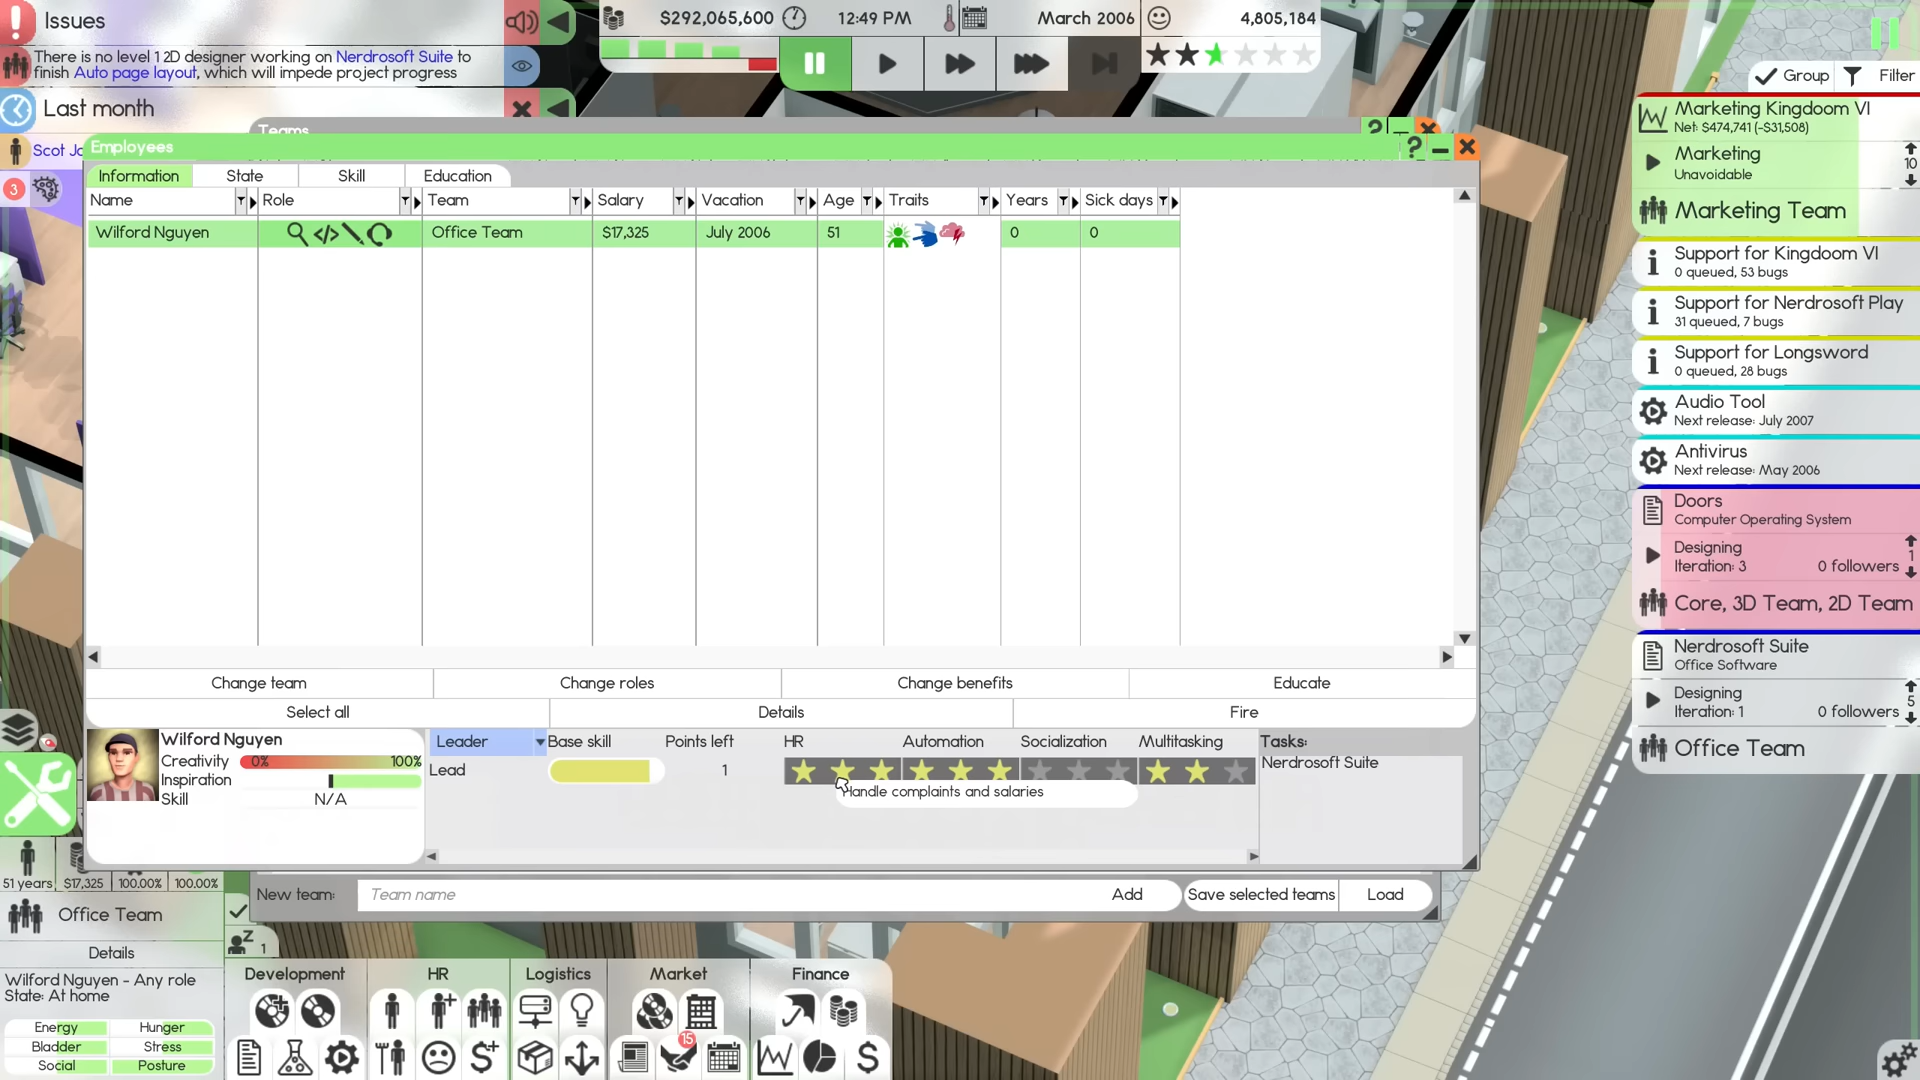 Issues
There is no level 1 2D designer working on Nerdrosoft Suite to
finish Auto page layout, which will impede project progress
Last month
Scot Jo
3
$292,065,600
12:49 PM
March 2006
4,805,184
Group
Filter
Teams
Employees
Information
State
Skill
Education
Name
Role
Team
Salary
Vacation
Age
Traits
Years
Sick days
Wilford Nguyen
Office Team
$17,325
July 2006
51
0
0
Change team
Change roles
Change benefits
Educate
Select all
Details
Fire
Wilford Nguyen
Creativity
0%
100%
Inspiration
Skill
N/A
Leader
Base skill
Points left
HR
Automation
Socialization
Multitasking
Lead
1
Handle complaints and salaries
Tasks:
Nerdrosoft Suite
New team:
Team name
Add
Save selected teams
Load
Marketing Kingdoom VI
Net: $474,741 (-$31,508)
Marketing
Unavoidable
10
Marketing Team
Support for Kingdoom VI
0 queued, 53 bugs
Support for Nerdrosoft Play
31 queued, 7 bugs
Support for Longsword
0 queued, 28 bugs
Audio Tool
Next release: July 2007
Antivirus
Next release: May 2006
Doors
Computer Operating System
Designing
Iteration: 3
0 followers
1
Core, 3D Team, 2D Team
Nerdrosoft Suite
Office Software
Designing
Iteration: 1
0 followers
5
Office Team
51 years
$17,325
100.00%
100.00%
Office Team
Details
Wilford Nguyen - Any role
State: At home
Energy
Hunger
Bladder
Stress
Social
Posture
z
1
Development
HR
Logistics
Market
Finance
15